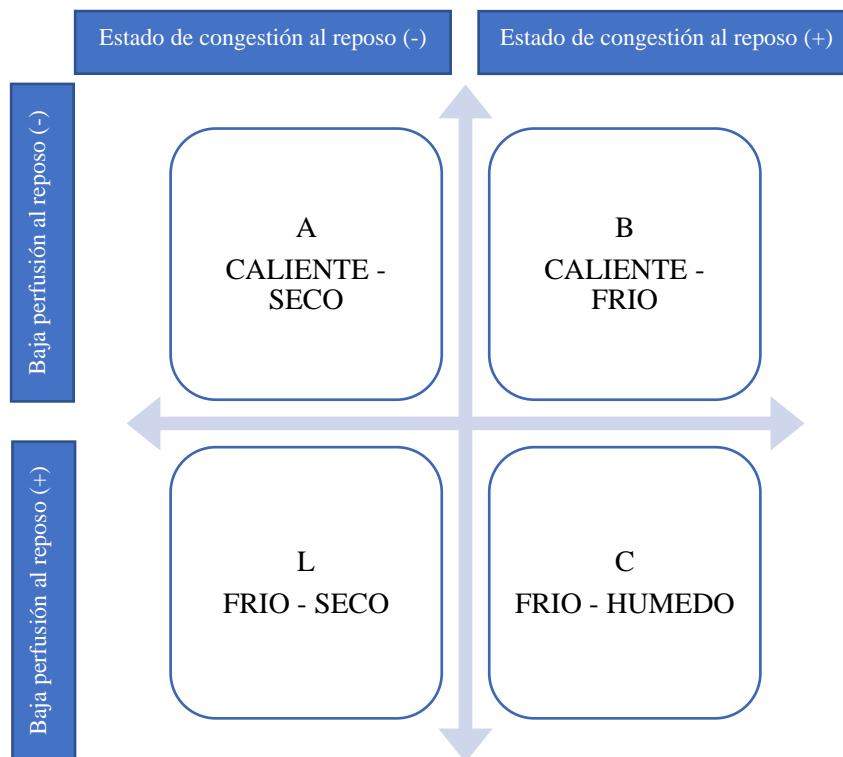 Estado de congestión al reposo (-)
Estado de congestión al reposo (+)
Baja perfusión al reposo (-)
A
CALIENTE -
SECO
B
CALIENTE -
FRIO
Baja perfusión al reposo (+)
L
FRIO - SECO
C
FRIO - HUMEDO